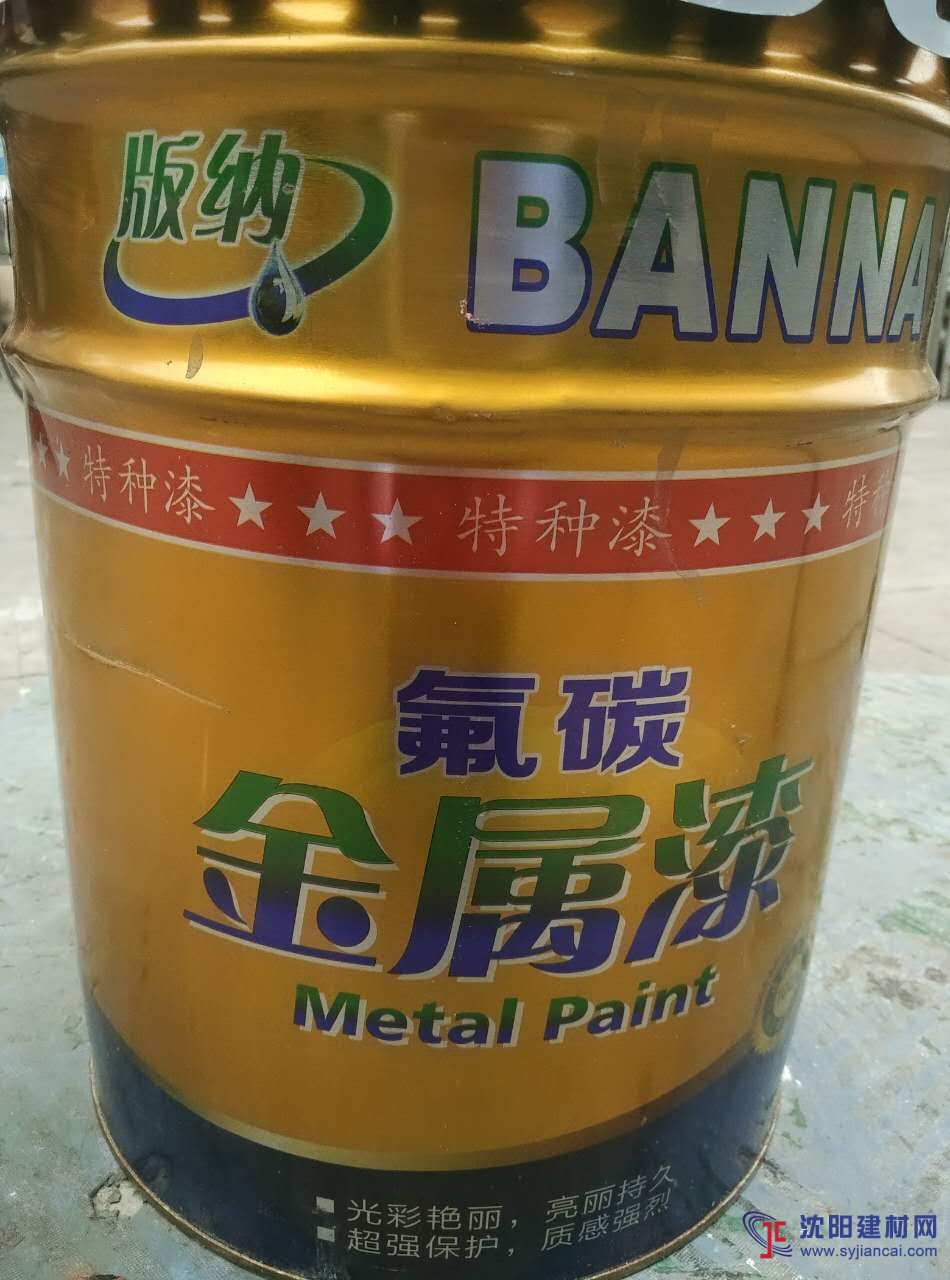 版纳
BANNA
特种漆 ★ ★ ★ 特种漆 ★ ★ ★ 特种
氟碳
金属漆
Metal Paint
■ 光彩艳丽，亮丽持久
■ 超强保护，质感强烈
沈阳建材网
www.syjiancai.com